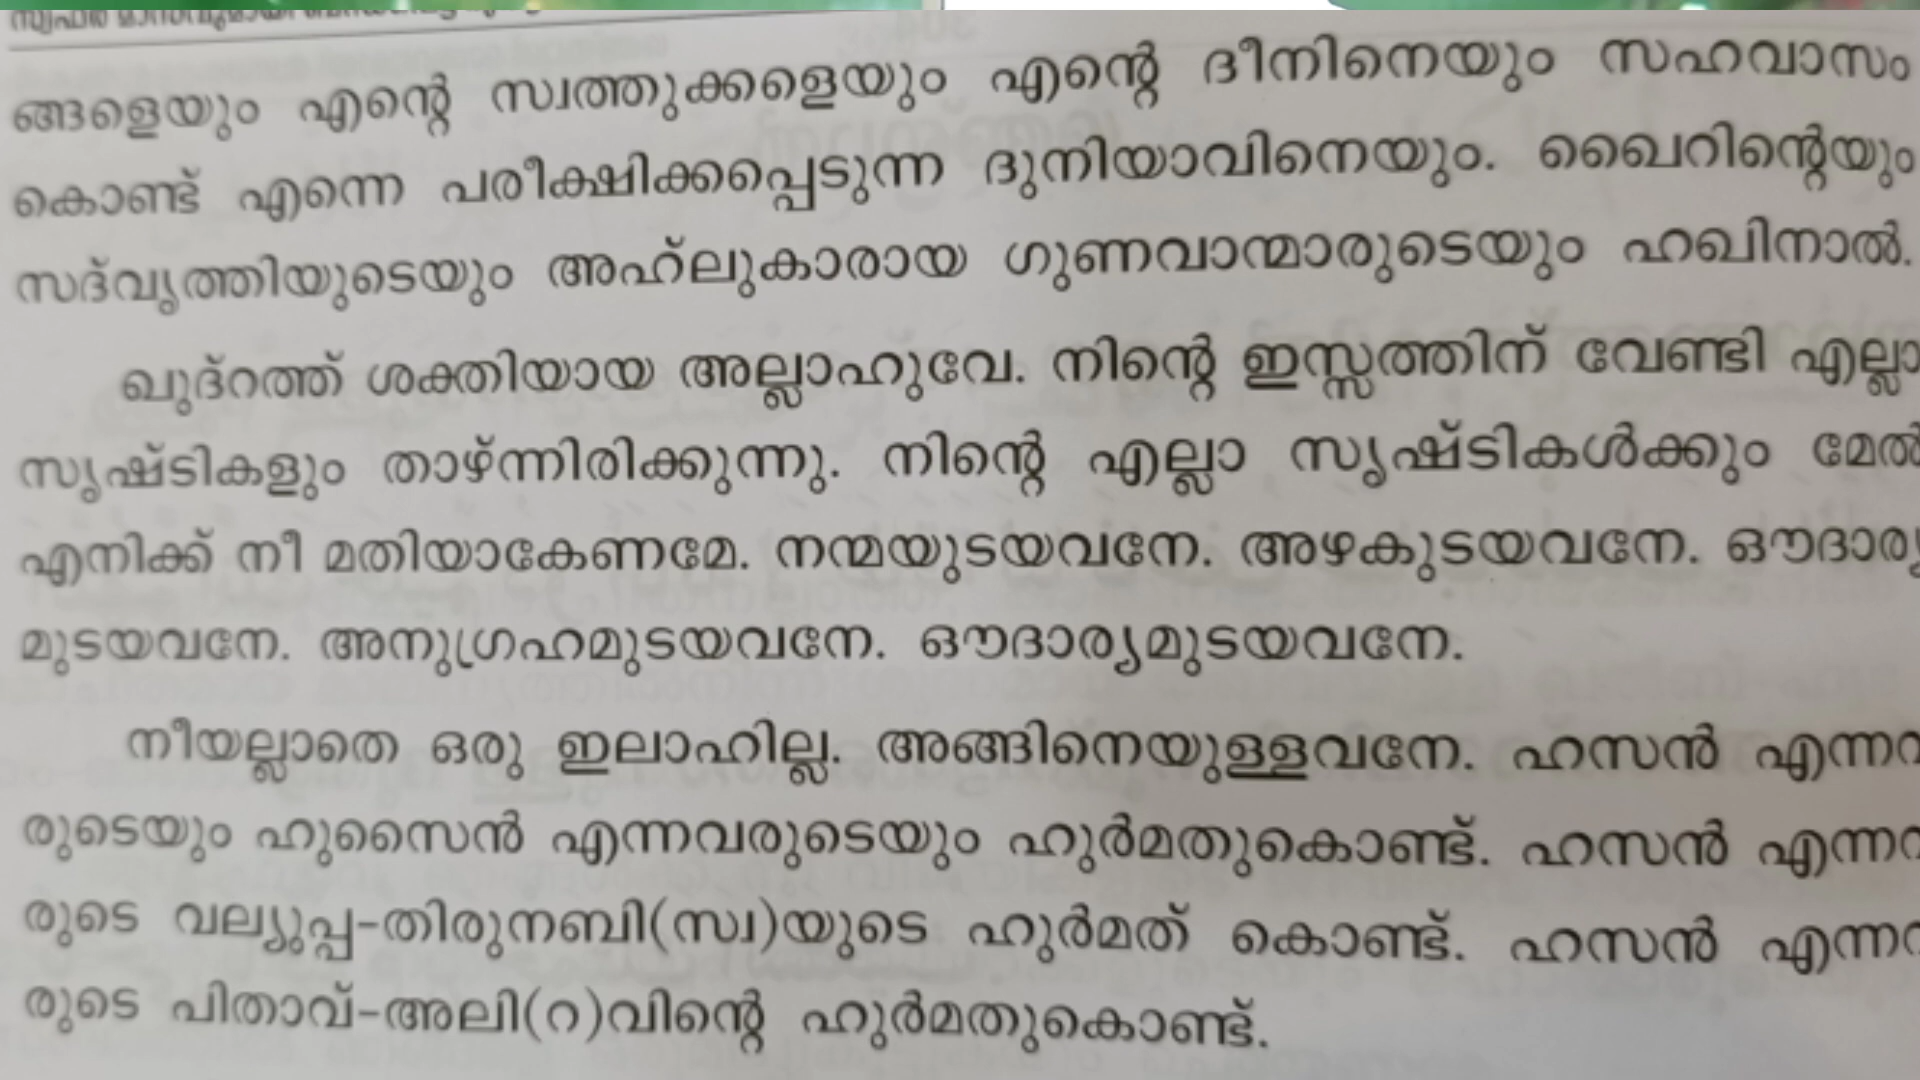 ങ്ങളെയും എന്റെ സ്വത്തുക്കളെയും എന്റെ ദീനിനെയും സഹവാസം
കൊണ്ട് എന്നെ പരീക്ഷിക്കപ്പെടുന്ന ദുനിയാവിനെയും. ഖൈറിന്റെയും
സദ്‌വൃത്തിയുടെയും അഹ്‌ലുകാരായ ഗുണവാന്മാരുടെയും ഹഖിനാൽ.
ഖുദ്‌റത്ത് ശക്തിയായ അല്ലാഹുവേ. നിന്റെ ഇസ്സത്തിന് വേണ്ടി എല്ലാ
സൃഷ്ടികളും താഴ്ന്നിരിക്കുന്നു. നിന്റെ എല്ലാ സൃഷ്ടികൾക്കും മേൽ
എനിക്ക് നീ മതിയാകേണമേ. നന്മയുടയവനേ. അഴകുടയവനേ. ഔദാര്യ
മുടയവനേ. അനുഗ്രഹമുടയവനേ. ഔദാര്യമുടയവനേ.
നീയല്ലാതെ ഒരു ഇലാഹില്ല. അങ്ങിനെയുള്ളവനേ. ഹസൻ എന്നവ
രുടെയും ഹുസൈൻ എന്നവരുടെയും ഹുർമതുകൊണ്ട്. ഹസൻ എന്നവ
രുടെ വല്യുപ്പ-തിരുനബി(സ്വ)യുടെ ഹുർമത് കൊണ്ട്. ഹസൻ എന്നവ
രുടെ പിതാവ്-അലി(റ)വിന്റെ ഹുർമതുകൊണ്ട്.